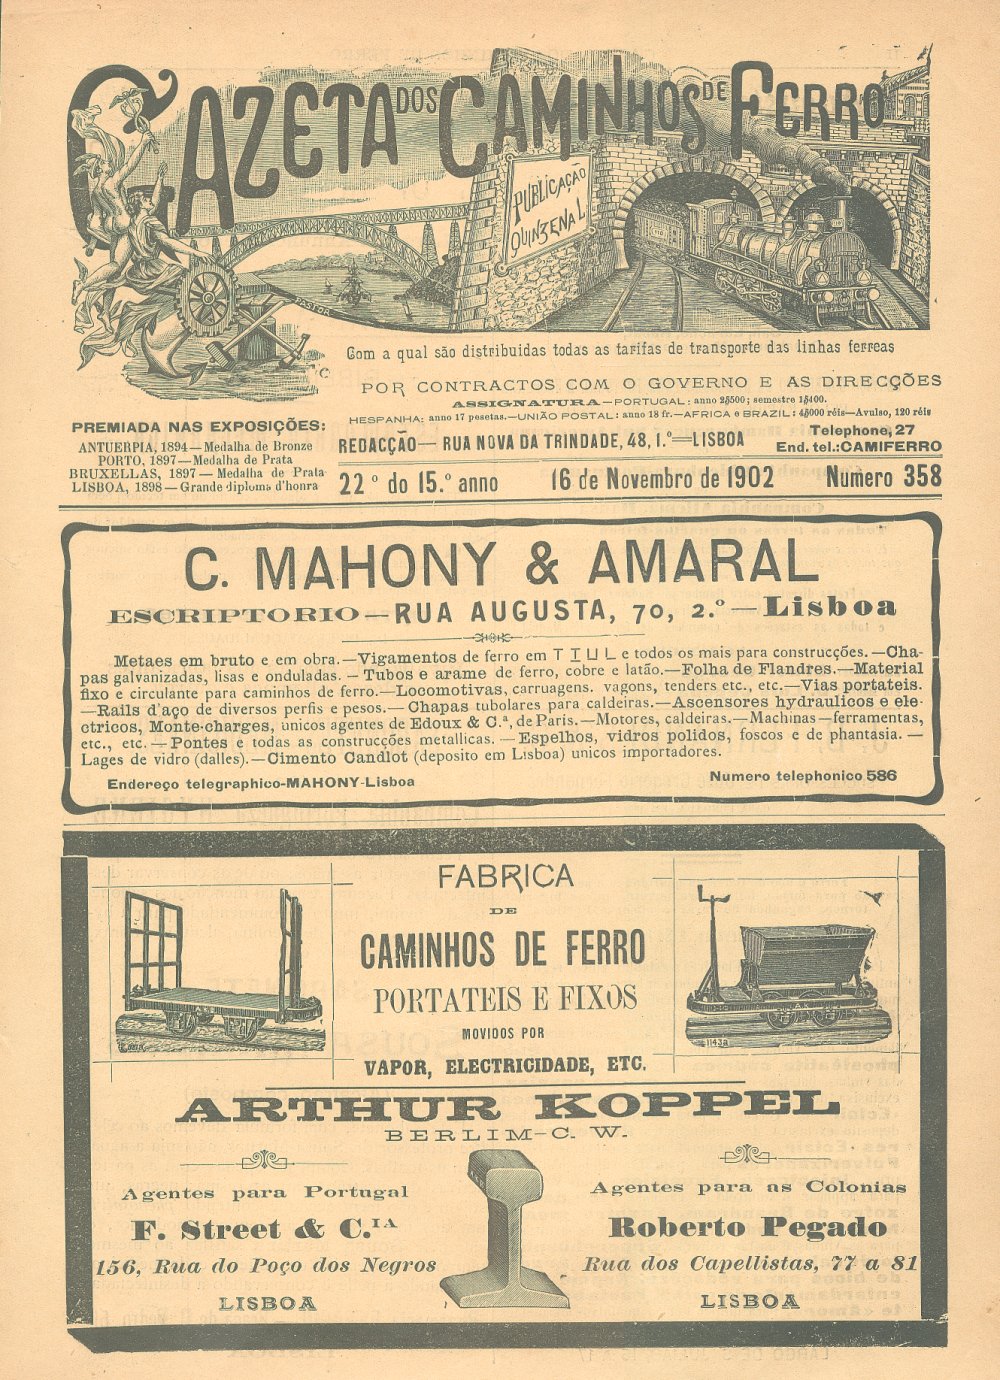 GAZETA DOS CAMINHOS DE FERRO
PUBLICAÇÃO
QUINZENAL
PASTOR
Com a qual são distribuidas todas as tarifas de transporte das linhas ferreas
POR CONTRACTOS COM O GOVERNO E AS DIRECÇÕES
ASSIGNATURA—PORTUGAL: anno 2$500; semestre 1$400.
HESPANHA: anno 17 pesetas.—UNIÃO POSTAL: anno 18 fr.—AFRICA e BRAZIL: 4$000 réis—Avulso, 120 réis
PREMIADA NAS EXPOSIÇÕES:
ANTUERPIA, 1894—Medalha de Bronze
PORTO, 1897—Medalha de Prata
BRUXELLAS, 1897—Medalha de Prata
LISBOA, 1898—Grande diploma d'honra
REDACÇÃO—RUA NOVA DA TRINDADE, 48, 1.º—LISBOA
Telephone, 27
End. tel.: CAMIFERRO
22º do 15.º anno 16 de Novembro de 1902 Numero 358
C. MAHONY & AMARAL
ESCRIPTORIO—RUA AUGUSTA, 70, 2.º—Lisboa
Metaes em bruto e em obra.—Vigamentos de ferro em T I U L e todos os mais para construcções.—Cha-
pas galvanizadas, lisas e onduladas.—Tubos e arame de ferro, cobre e latão.—Folha de Flandres.—Material
fixo e circulante para caminhos de ferro.—Locomotivas, carruagens. vagons, tenders etc., etc.—Vias portateis.
—Rails d'aço de diversos perfis e pesos.—Chapas tubolares para caldeiras.—Ascensores hydraulicos e ele-
ctricos, Monte-charges, unicos agentes de Edoux & C.ª, de Paris.—Motores, caldeiras.—Machinas—ferramentas,
etc., etc.—Pontes e todas as construcções metallicas.—Espelhos, vidros polidos, foscos e de phantasia.—
Lages de vidro (dalles).—Cimento Candlot (deposito em Lisboa) unicos importadores.
Endereço telegraphico-MAHONY-Lisboa
Numero telephonico 586
FABRICA
DE
CAMINHOS DE FERRO
PORTATEIS E FIXOS
MOVIDOS POR
VAPOR, ELECTRICIDADE, ETC.
1143a
ARTHUR KOPPEL
BERLIM—C. W.
Agentes para Portugal
F. Street & C.IA
156, Rua do Poço dos Negros
LISBOA
Agentes para as Colonias
Roberto Pegado
Rua dos Capellistas, 77 a 81
LISBOA